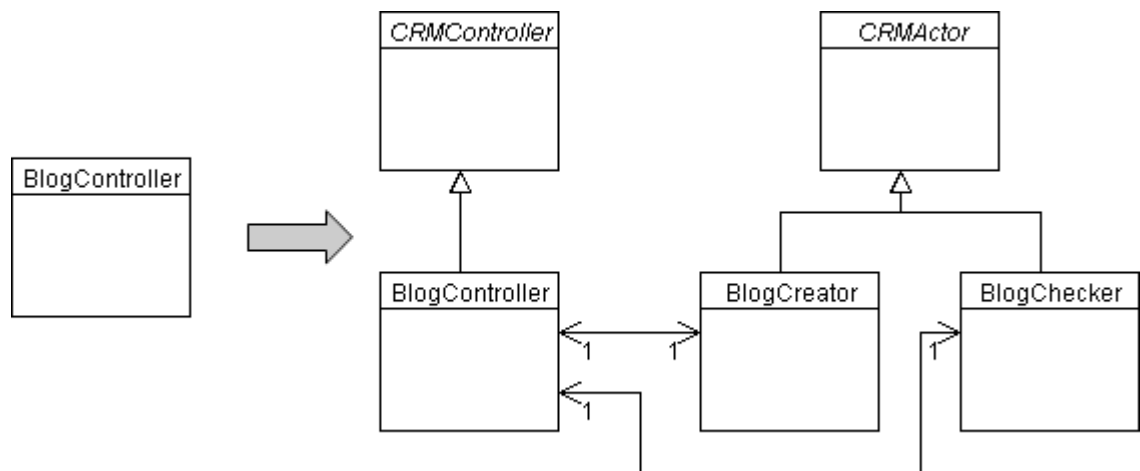 CRMController
CRMActor
BlogController
BlogController
BlogCreator
BlogChecker
1
1
1
1